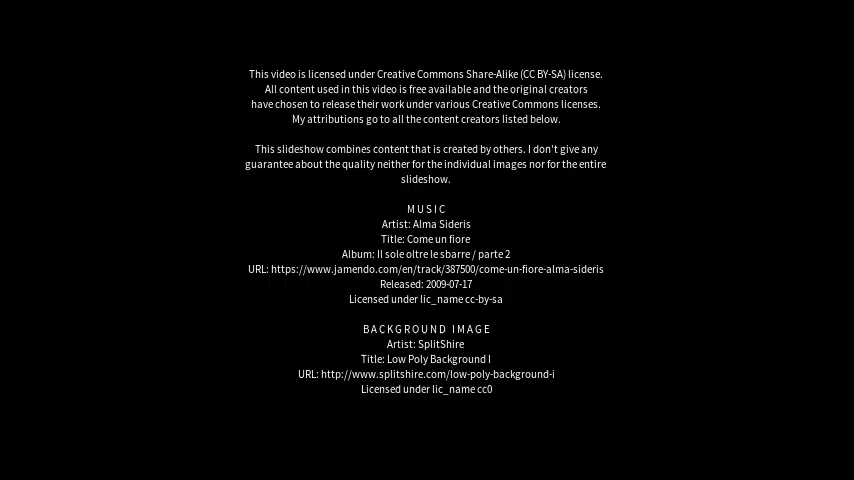 This video is licensed under Creative Commons Share-Alike (CC BY-SA) license.
All content used in this video is free available and the original creators
have chosen to release their work under various Creative Commons licenses.
My attributions go to all the content creators listed below.
This slideshow combines content that is created by others. I don't give any
guarantee about the quality neither for the individual images nor for the entire
slideshow.
MUSIC
Artist: Alma Sideris
Title: Come un fiore
Album: Il sole oltre le sbarre / parte 2
URL: https://www.jamendo.com/en/track/387500/come-un-fiore-alma-sideris
Released: 2009-07-17
Licensed under lic_name cc-by-sa
BACKGROUND IMAGE
Artist: SplitShire
Title: Low Poly Background I
URL: http://www.splitshire.com/low-poly-background-i
Licensed under lic_name cc0